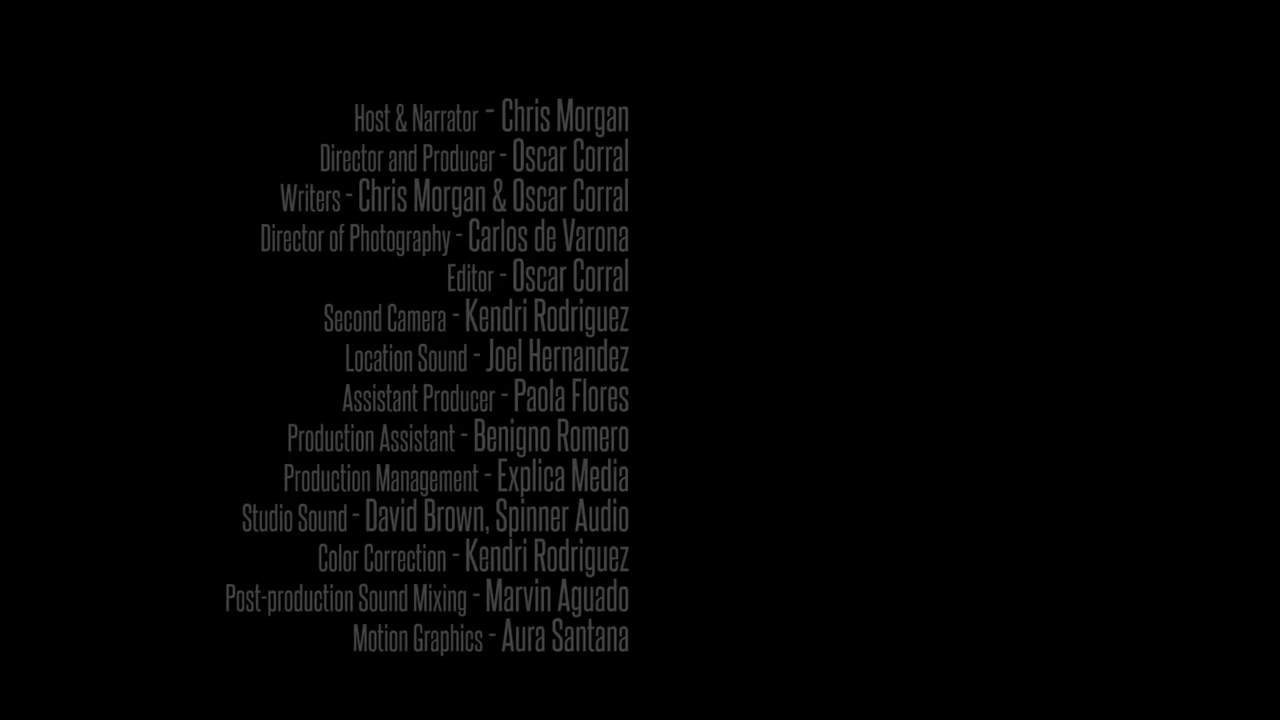 Host & Narrator - Chris Morgan
Director and Producer - Oscar Corral
Writers - Chris Morgan & Oscar Corral
Director of Photography - Carlos de Varona
Editor - Oscar Corral
Second Camera - Kendri Rodriguez
Location Sound - Joel Hernandez
Assistant Producer - Paola Flores
Production Assistant - Benigno Romero
Production Management - Explica Media
Studio Sound - David Brown, Spinner Audio
Color Correction - Kendri Rodriguez
Post-production Sound Mixing - Marvin Aguado
Motion Graphics - Aura Santana